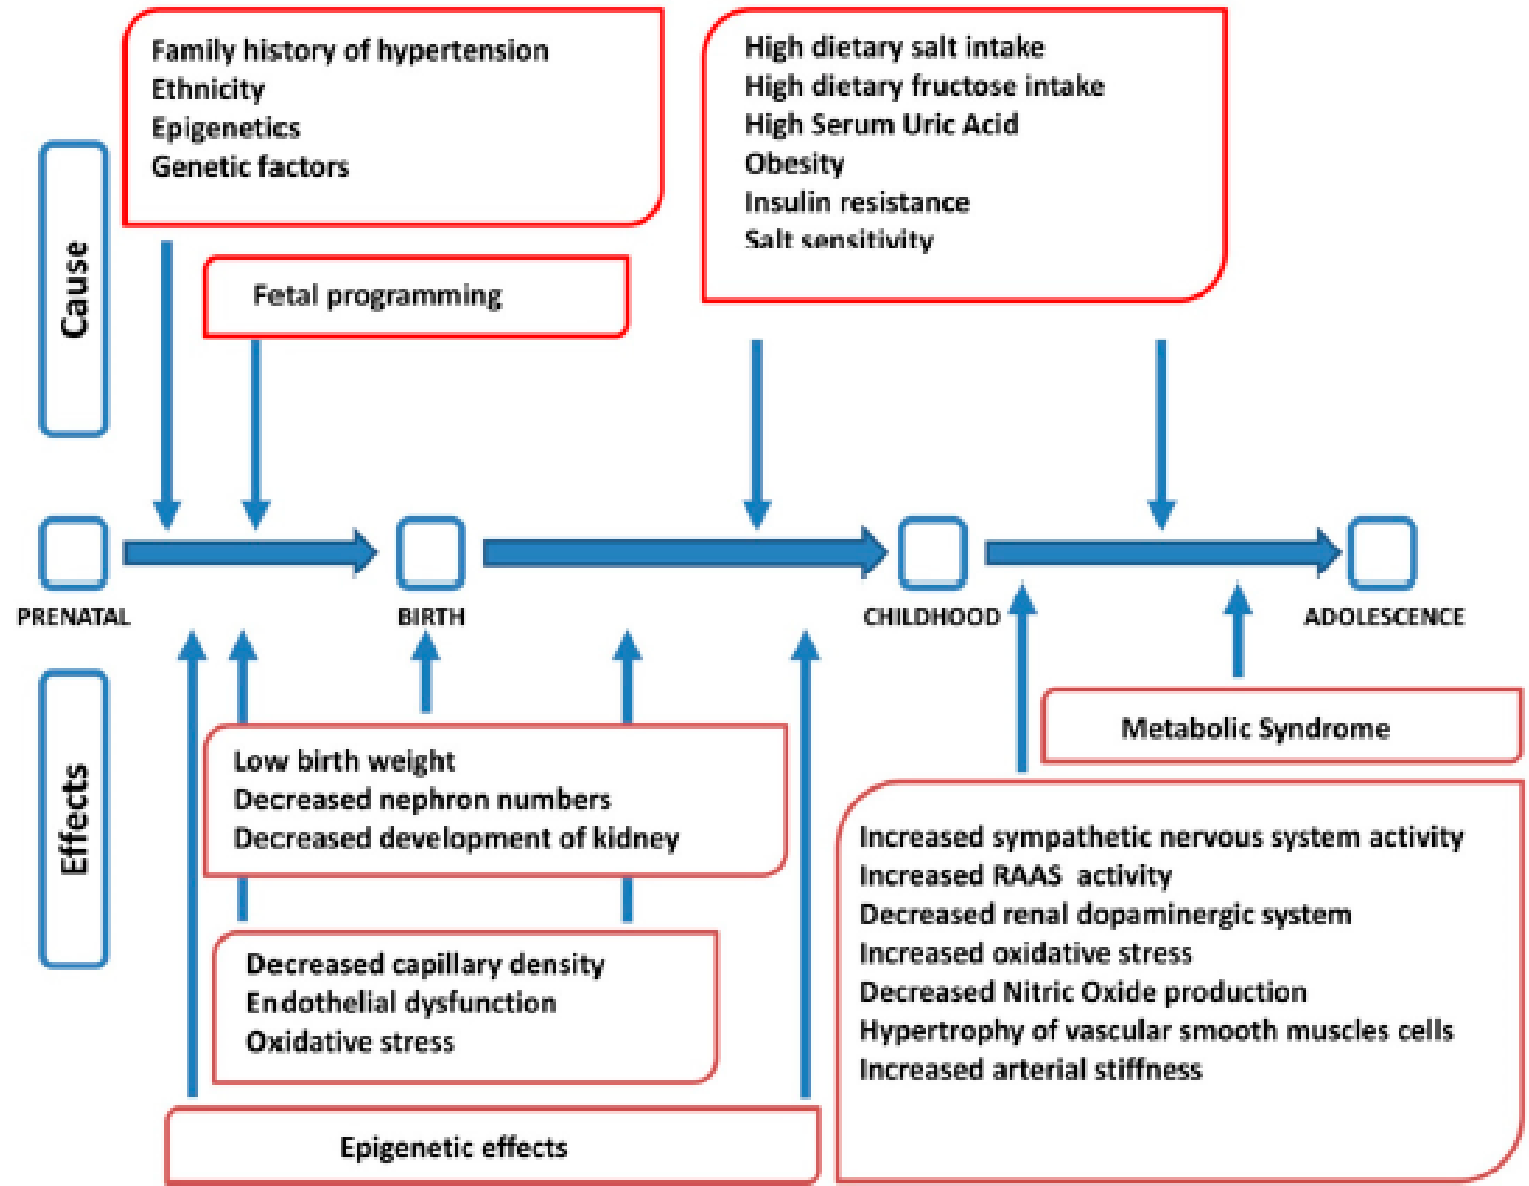 Family history of hypertension
Ethnicity
Epigenetics
Genetic factors
High dietary salt intake
High dietary fructose intake
High Serum Uric Acid
Obesity
Insulin resistance
Salt sensitivity
Cause
Fetal programming
PRENATAL
BIRTH
CHILDHOOD
ADOLESCENCE
Effects
Low birth weight
Decreased nephron numbers
Decreased development of kidney
Decreased capillary density
Endothelial dysfunction
Oxidative stress
Epigenetic effects
Metabolic Syndrome
Increased sympathetic nervous system activity
Increased RAAS activity
Decreased renal dopaminergic system
Increased oxidative stress
Decreased Nitric Oxide production
Hypertrophy of vascular smooth muscles cells
Increased arterial stiffness